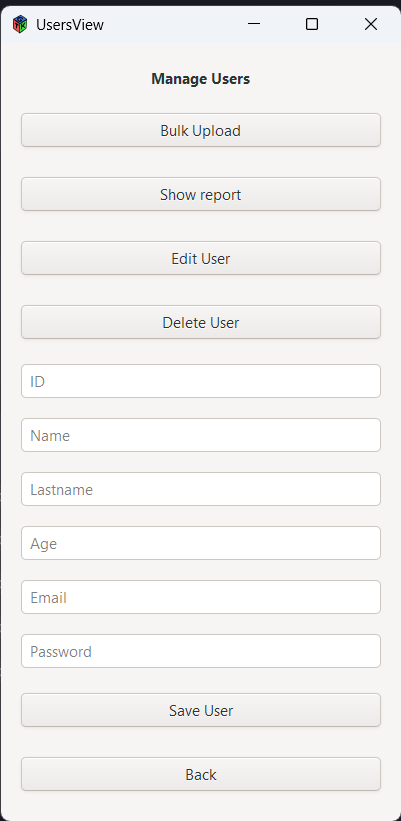 UsersView
Manage Users
Bulk Upload
Show report
Edit User
Delete User
ID
Name
Lastname
Age
Email
Password
Save User
Back